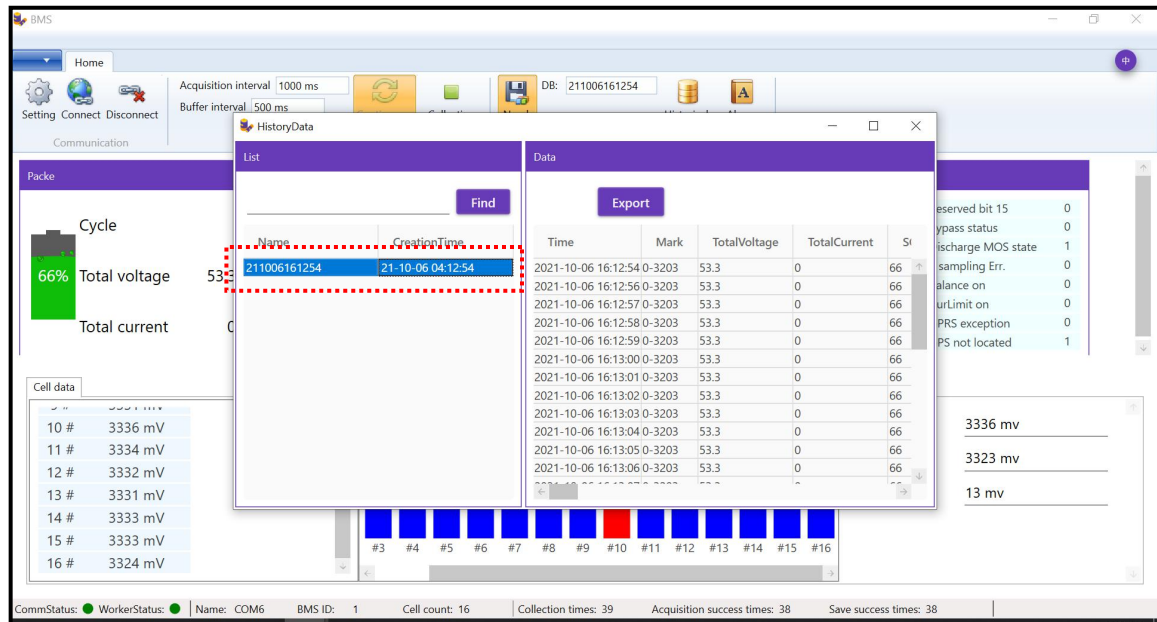 BMS
Home
中
Setting Connect Disconnect
Acquisition interval 1000 ms
Buffer interval 500 ms
DB: 211006161254
Communication
HistoryData
Packe
List
Data
Find
Export
Cycle
66% Total voltage 53.3
Total current 0
Name CreationTime
211006161254 21-10-06 04:12:54
Time Mark TotalVoltage TotalCurrent
2021-10-06 16:12:54 0-3203 53.3 0 66
2021-10-06 16:12:56 0-3203 53.3 0 66
2021-10-06 16:12:57 0-3203 53.3 0 66
2021-10-06 16:12:58 0-3203 53.3 0 66
2021-10-06 16:12:59 0-3203 53.3 0 66
2021-10-06 16:13:00 0-3203 53.3 0 66
2021-10-06 16:13:01 0-3203 53.3 0 66
2021-10-06 16:13:02 0-3203 53.3 0 66
2021-10-06 16:13:03 0-3203 53.3 0 66
2021-10-06 16:13:04 0-3203 53.3 0 66
2021-10-06 16:13:05 0-3203 53.3 0 66
2021-10-06 16:13:06 0-3203 53.3 0 66
eserved bit 15 0
ypass status 0
ischarge MOS state 1
sampling Err. 0
alance on 0
urLimit on 0
PRS exception 0
PS not located 1
Cell data
10 # 3336 mV
11 # 3334 mV
12 # 3332 mV
13 # 3331 mV
14 # 3333 mV
15 # 3333 mV
16 # 3324 mV
#3 #4 #5 #6 #7 #8 #9 #10 #11 #12 #13 #14 #15 #16
3336 mv
3323 mv
13 mv
CommStatus: WorkerStatus: Name: COM6 BMS ID: 1 Cell count: 16 Collection times: 39 Acquisition success times: 38 Save success times: 38